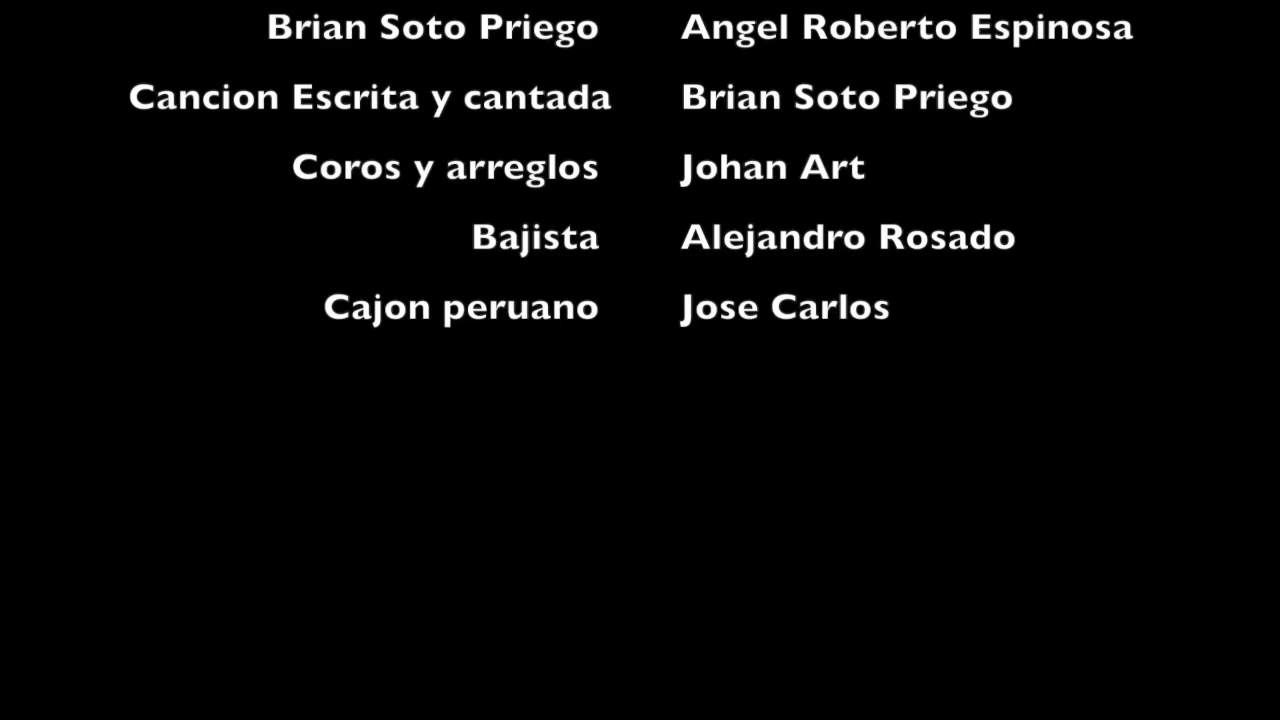 Brian Soto Priego Angel Roberto Espinosa
Cancion Escrita y cantada Brian Soto Priego
Coros y arreglos Johan Art
Bajista Alejandro Rosado
Cajon peruano Jose Carlos